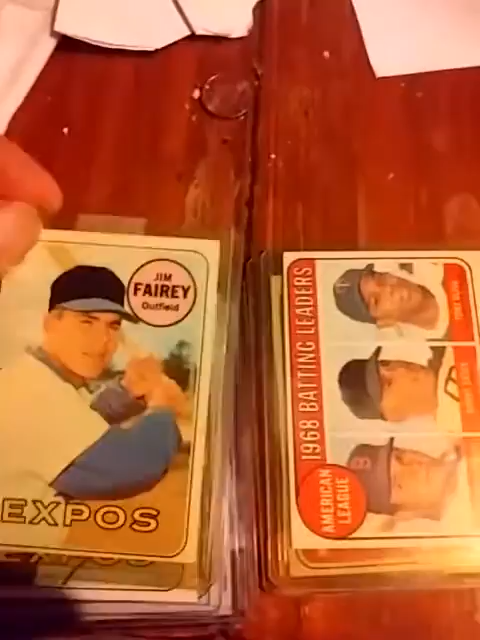 JIM
FAIREY
Outfield
EXPOS
1968 BATTING LEADERS
AMERICAN
LEAGUE